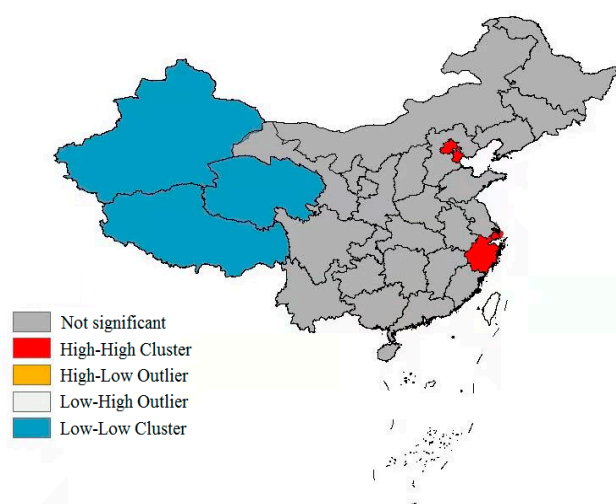 Not significant
High-High Cluster
High-Low Outlier
Low-High Outlier
Low-Low Cluster